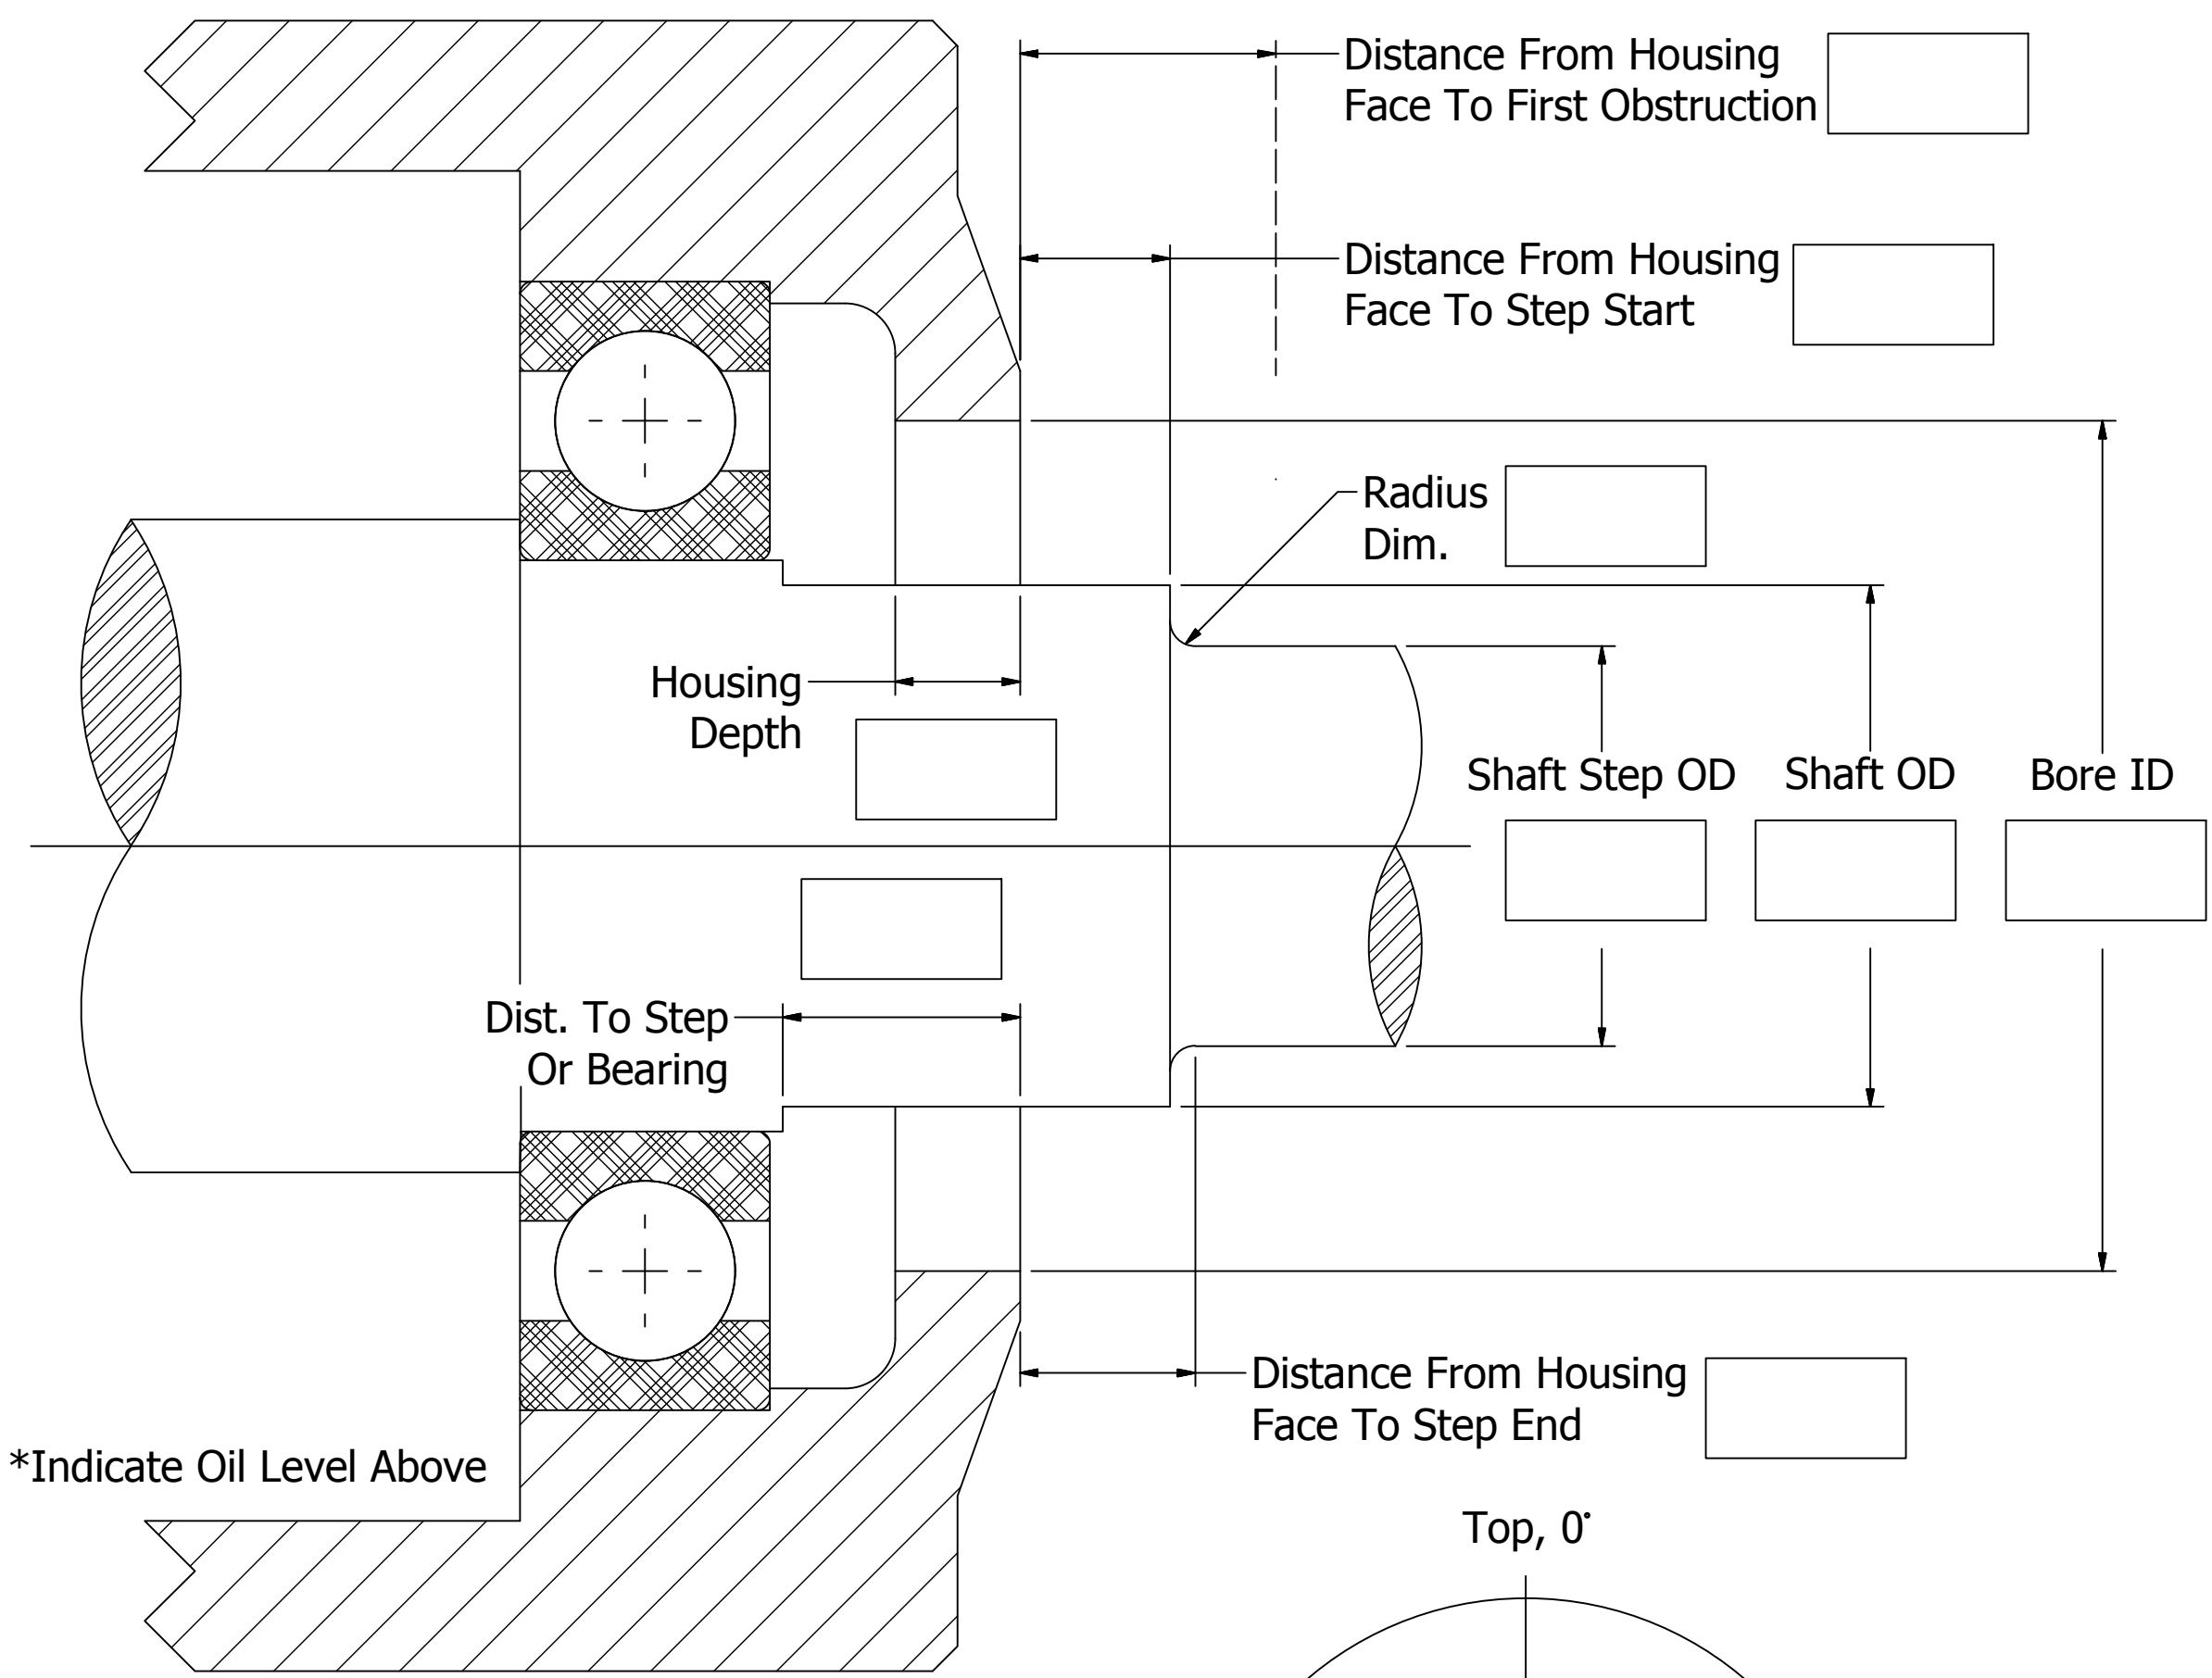 Distance From Housing
Face To First Obstruction
Distance From Housing
Face To Step Start
Radius
Dim.
Housing
Depth
Shaft Step OD
Shaft OD
Bore ID
Dist. To Step
Or Bearing
Distance From Housing
Face To Step End
*Indicate Oil Level Above
Top, 0°